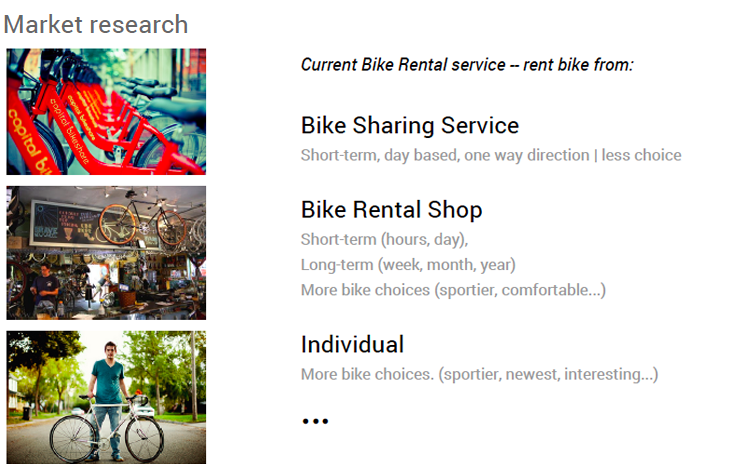 Market research
Current Bike Rental service -- rent bike from:
capital bikeshare
capital bikeshare
Bike Sharing Service
Short-term, day based, one way direction | less choice
Bike Rental Shop
Short-term (hours, day),
Long-term (week, month, year)
More bike choices (sportier, comfortable...)
Individual
More bike choices. (sportier, newest, interesting...)
...